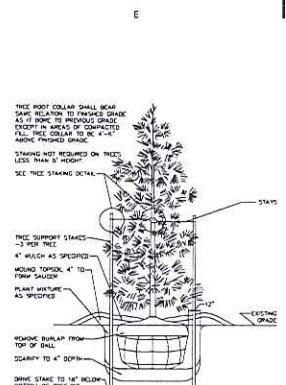 E
TREE ROOT COLLAR SHALL BEAR
SAME RELATION TO FINISHED GRADE
AS IT BORE TO PREVIOUS GRADE
EXCEPT IN AREAS OF COMPACTED
FILL. TREE COLLAR TO BE 4"-6"
ABOVE FINISHED GRADE
STAKING NOT REQUIRED ON TREES
LESS THAN 5' HEIGHT.
SEE TREE STAKING DETAIL
STAYS
TREE SUPPORT STAKES
-3 PER TREE
4" MULCH AS SPECIFIED
MOUND TOPSOIL 4" TO
FORM SAUCER
PLANT MIXTURE
AS SPECIFIED
12"
EXISTING
GRADE
REMOVE BURLAP FROM
TOP OF BALL
SCARIFY TO 4" DEPTH
DRIVE STAKE TO 18" BELOW